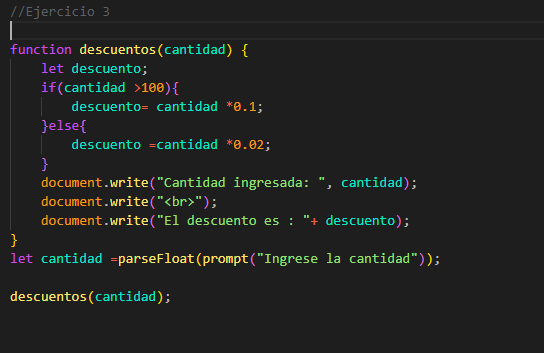 //Ejercicio 3
function descuentos(cantidad) {
    let descuento;
    if(cantidad >100){
        descuento= cantidad *0.1;
    }else{
        descuento =cantidad *0.02;
    }
    document.write("Cantidad ingresada: ", cantidad);
    document.write("<br>");
    document.write("El descuento es : "+ descuento);
}
let cantidad =parseFloat(prompt("Ingrese la cantidad"));
descuentos(cantidad);